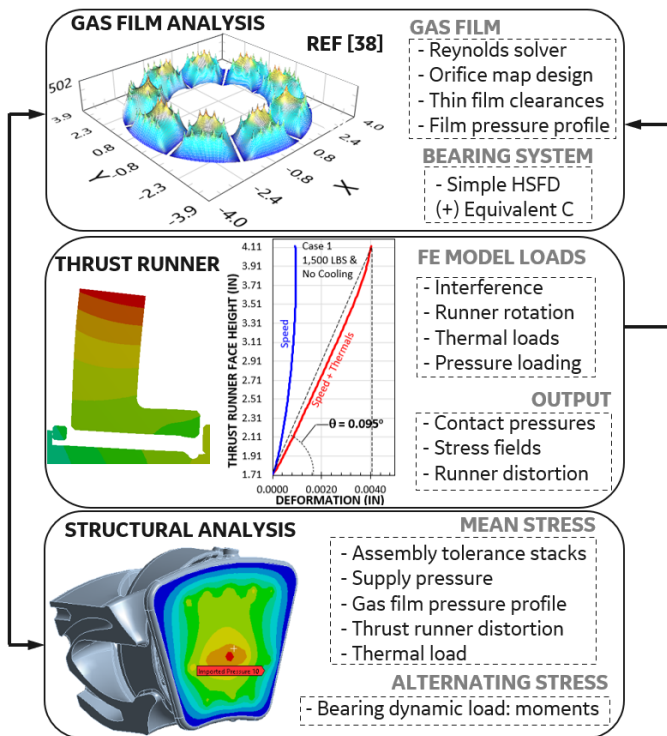 GAS FILM ANALYSIS
REF [38]
502
3.9
2.3
0.8
-0.8
-2.3
-3.9
Y
4.0
2.4
0.8
-0.8
-2.4
-4.0
X
GAS FILM
- Reynolds solver
- Orifice map design
- Thin film clearances
- Film pressure profile
BEARING SYSTEM
- Simple HSFD
(+) Equivalent C
THRUST RUNNER
THRUST RUNNER FACE HEIGHT (IN)
4.11
3.91
3.71
3.51
3.31
3.11
2.91
2.71
2.51
2.31
2.11
1.91
1.71
Case 1
1,500 LBS &
No Cooling
Speed
Speed + Thermals
θ = 0.095º
0.0000 0.0020 0.0040
DEFORMATION (IN)
FE MODEL LOADS
- Interference
- Runner rotation
- Thermal loads
- Pressure loading
OUTPUT
- Contact pressures
- Stress fields
- Runner distortion
STRUCTURAL ANALYSIS
Imported Pressure 10
MEAN STRESS
- Assembly tolerance stacks
- Supply pressure
- Gas film pressure profile
- Thrust runner distortion
- Thermal load
ALTERNATING STRESS
- Bearing dynamic load: moments